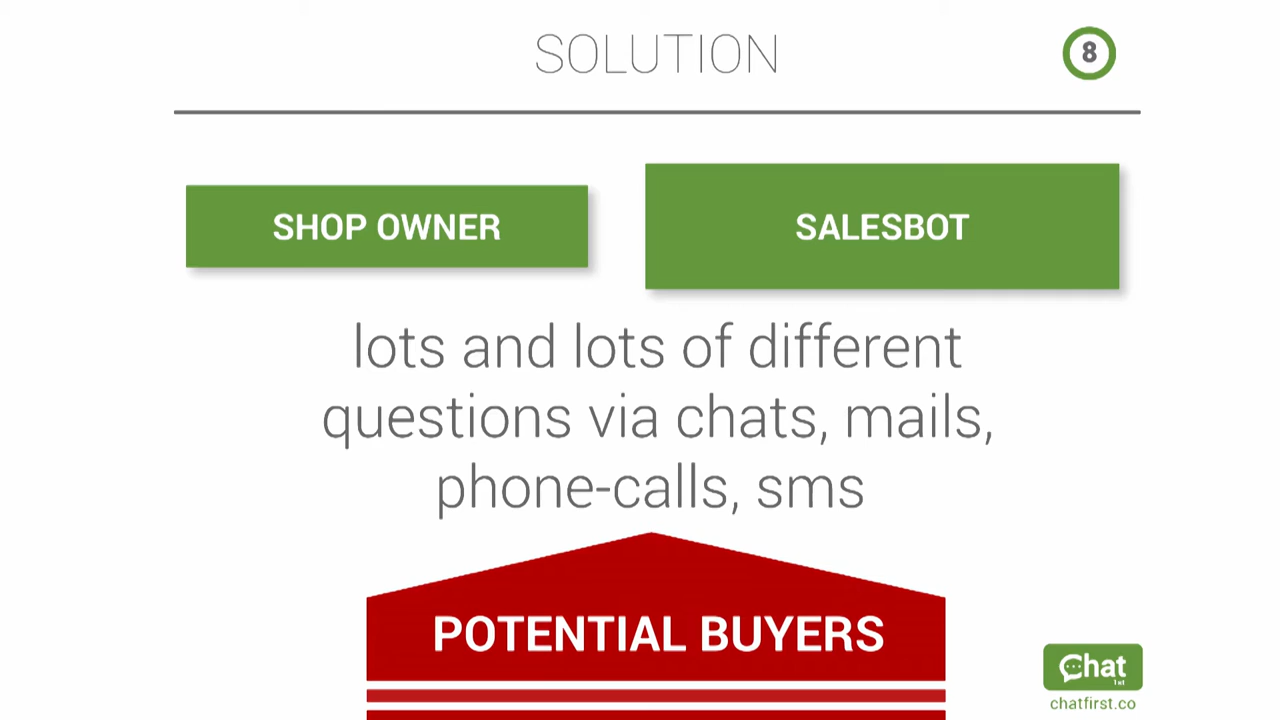 SOLUTION
8
SHOP OWNER
SALESBOT
lots and lots of different
questions via chats, mails,
phone-calls, sms
POTENTIAL BUYERS
Chat
1st
chatfirst.co